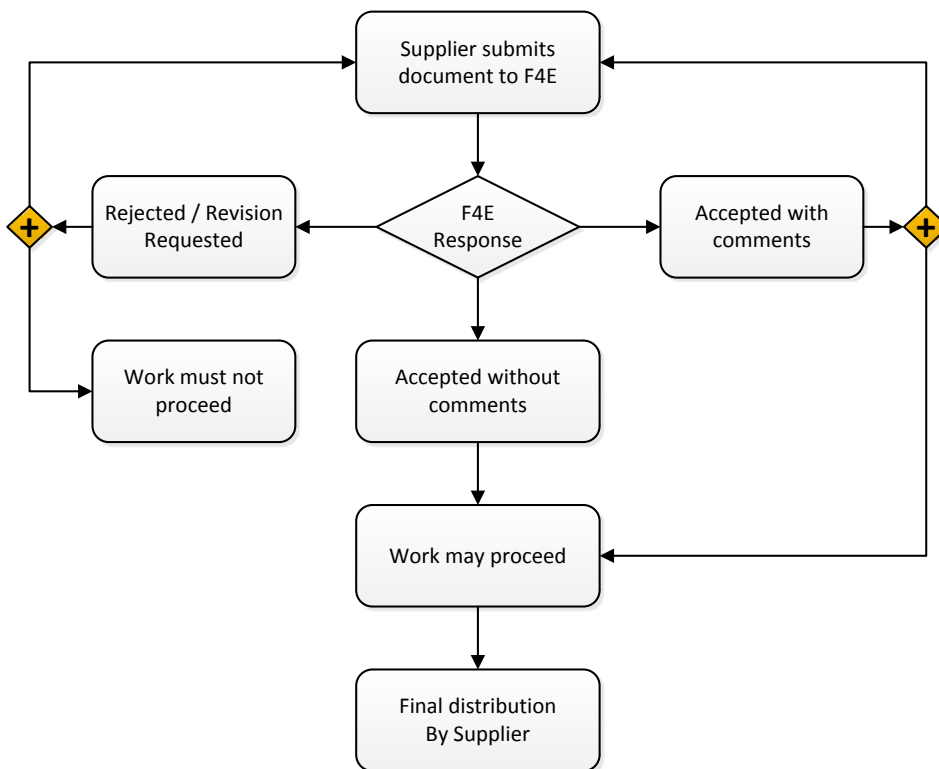 Supplier submits
document to F4E
Rejected / Revision
Requested
F4E
Response
Accepted with
comments
Work must not
proceed
Accepted without
comments
Work may proceed
Final distribution
By Supplier